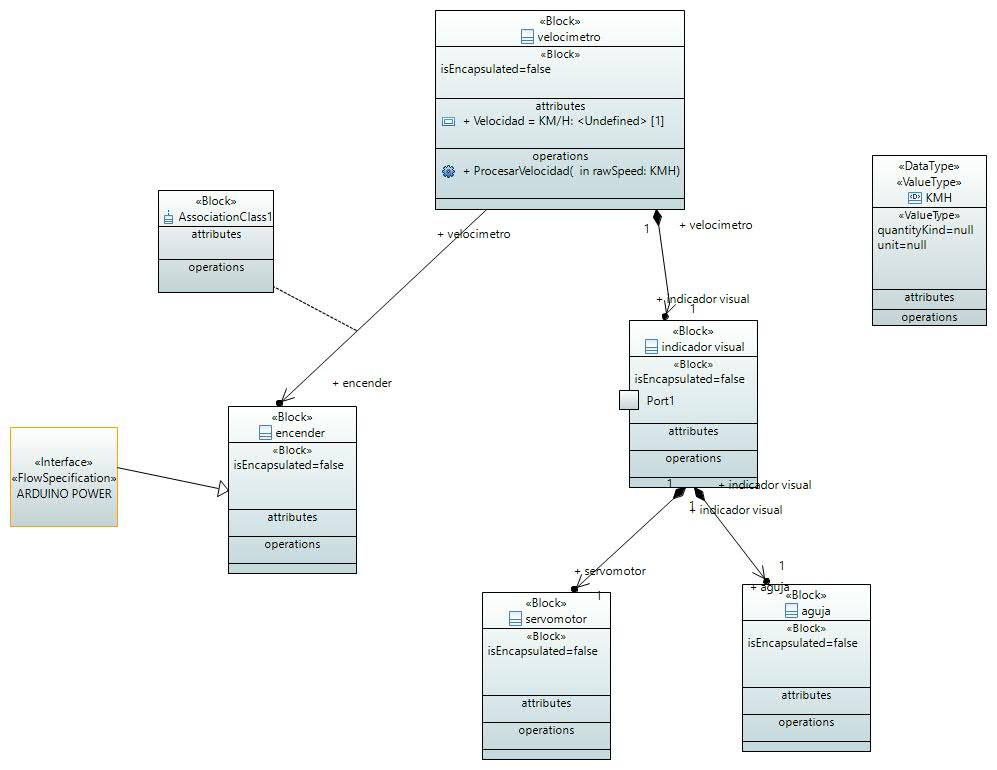 «Block»
velocimetro
«Block»
isEncapsulated=false
attributes
+ Velocidad = KM/H: <Undefined> [1]
operations
+ ProcesarVelocidad(  in rawSpeed: KMH)
«DataType»
«ValueType»
KMH
«ValueType»
quantityKind=null
unit=null
attributes
operations
«Block»
AssociationClass1
attributes
operations
+ velocimetro
1
+ velocimetro
+ indicador visual
1
+ encender
«Block»
indicador visual
«Block»
isEncapsulated=false
Port1
attributes
operations
«Block»
encender
«Block»
isEncapsulated=false
attributes
operations
«Interface»
«FlowSpecification»
ARDUINO POWER
1
+ indicador visual
1
+ indicador visual
+ servomotor
1
1
+ aguja
«Block»
servomotor
«Block»
isEncapsulated=false
attributes
operations
«Block»
aguja
«Block»
isEncapsulated=false
attributes
operations